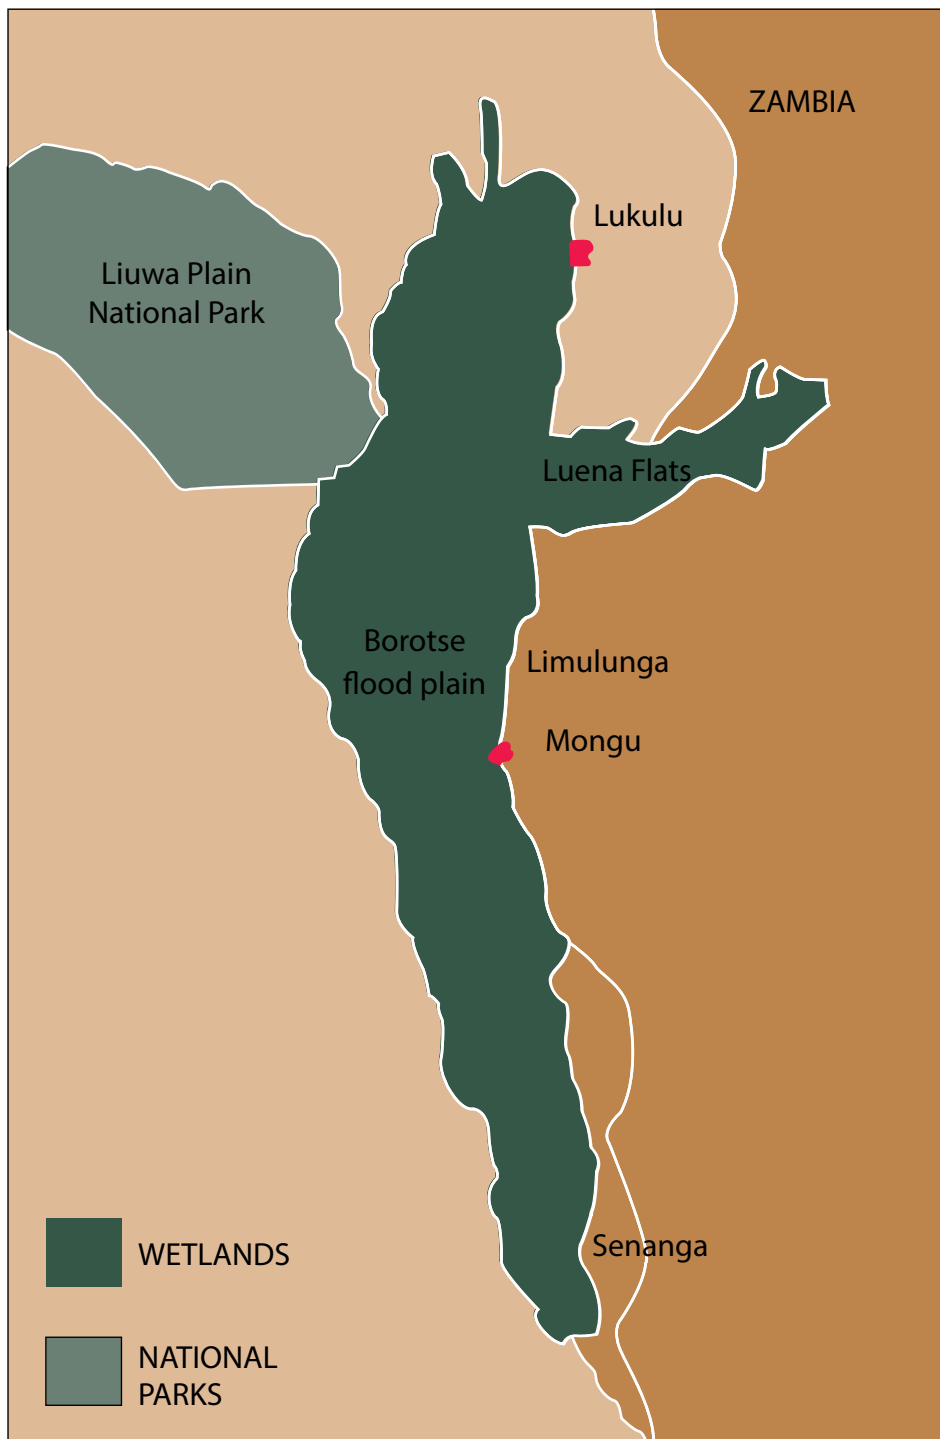 ZAMBIA
Lukulu
Liuwa Plain
National Park
Luena Flats
Borotse
flood plain
Limulunga
Mongu
Senanga
WETLANDS
NATIONAL
PARKS